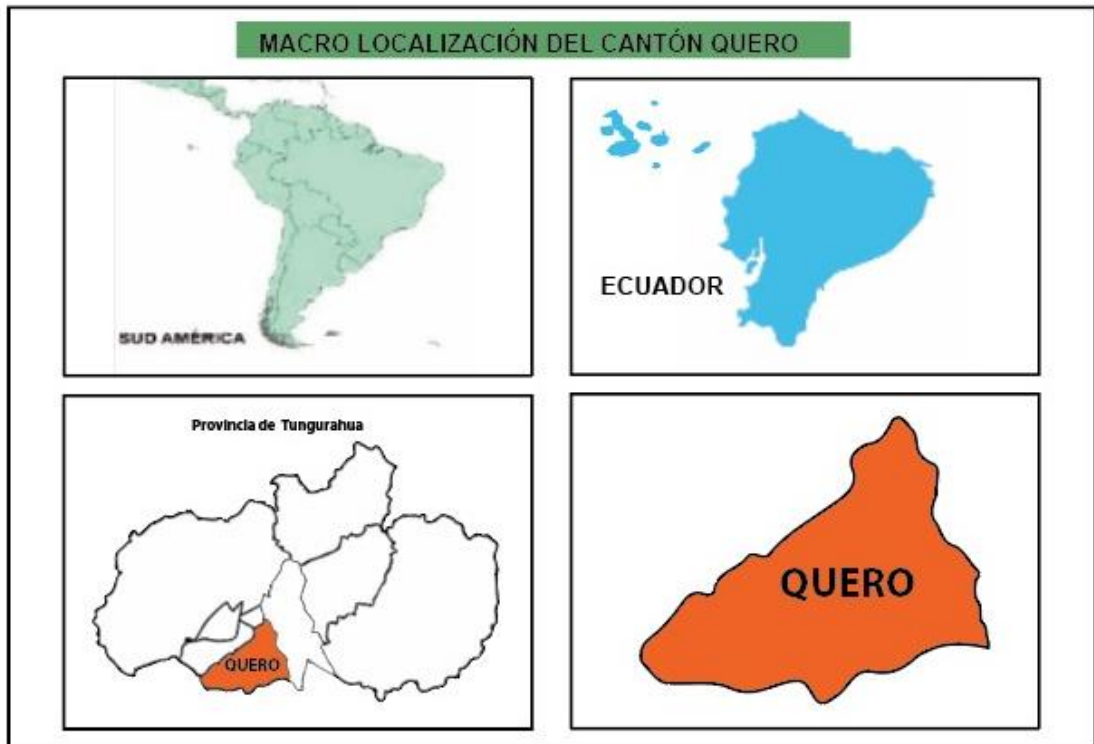 MACRO LOCALIZACIÓN DEL CANTÓN QUERO
SUD AMÉRICA
ECUADOR
Provincia de Tungurahua
QUERO
QUERO